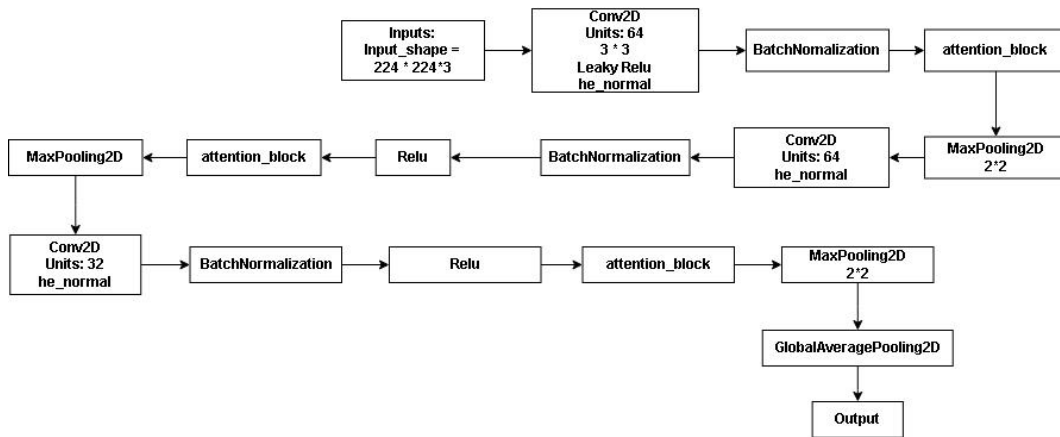 Inputs:
Input_shape =
224 * 224*3
Conv2D
Units: 64
3 * 3
Leaky Relu
he_normal
BatchNomalization
attention_block
MaxPooling2D
2*2
Conv2D
Units: 64
he_normal
BatchNormalization
Relu
attention_block
MaxPooling2D
Conv2D
Units: 32
he_normal
BatchNormalization
Relu
attention_block
MaxPooling2D
2*2
GlobalAveragePooling2D
Output